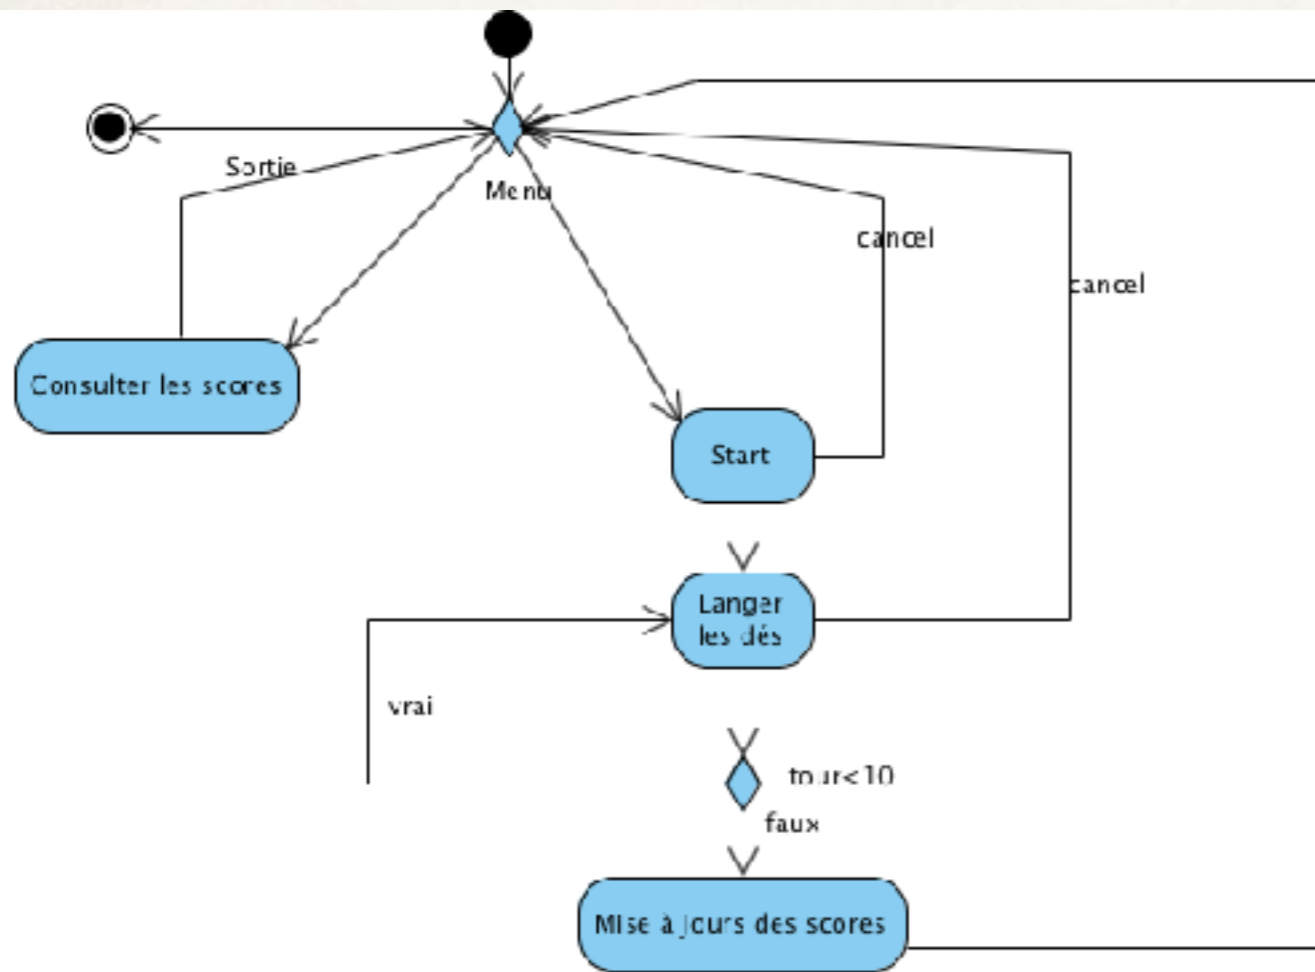 Sortie
Menu
cancel
cancel
Consulter les scores
Start
Langer
les dés
vrai
tour<10
faux
Mise à jours des scores